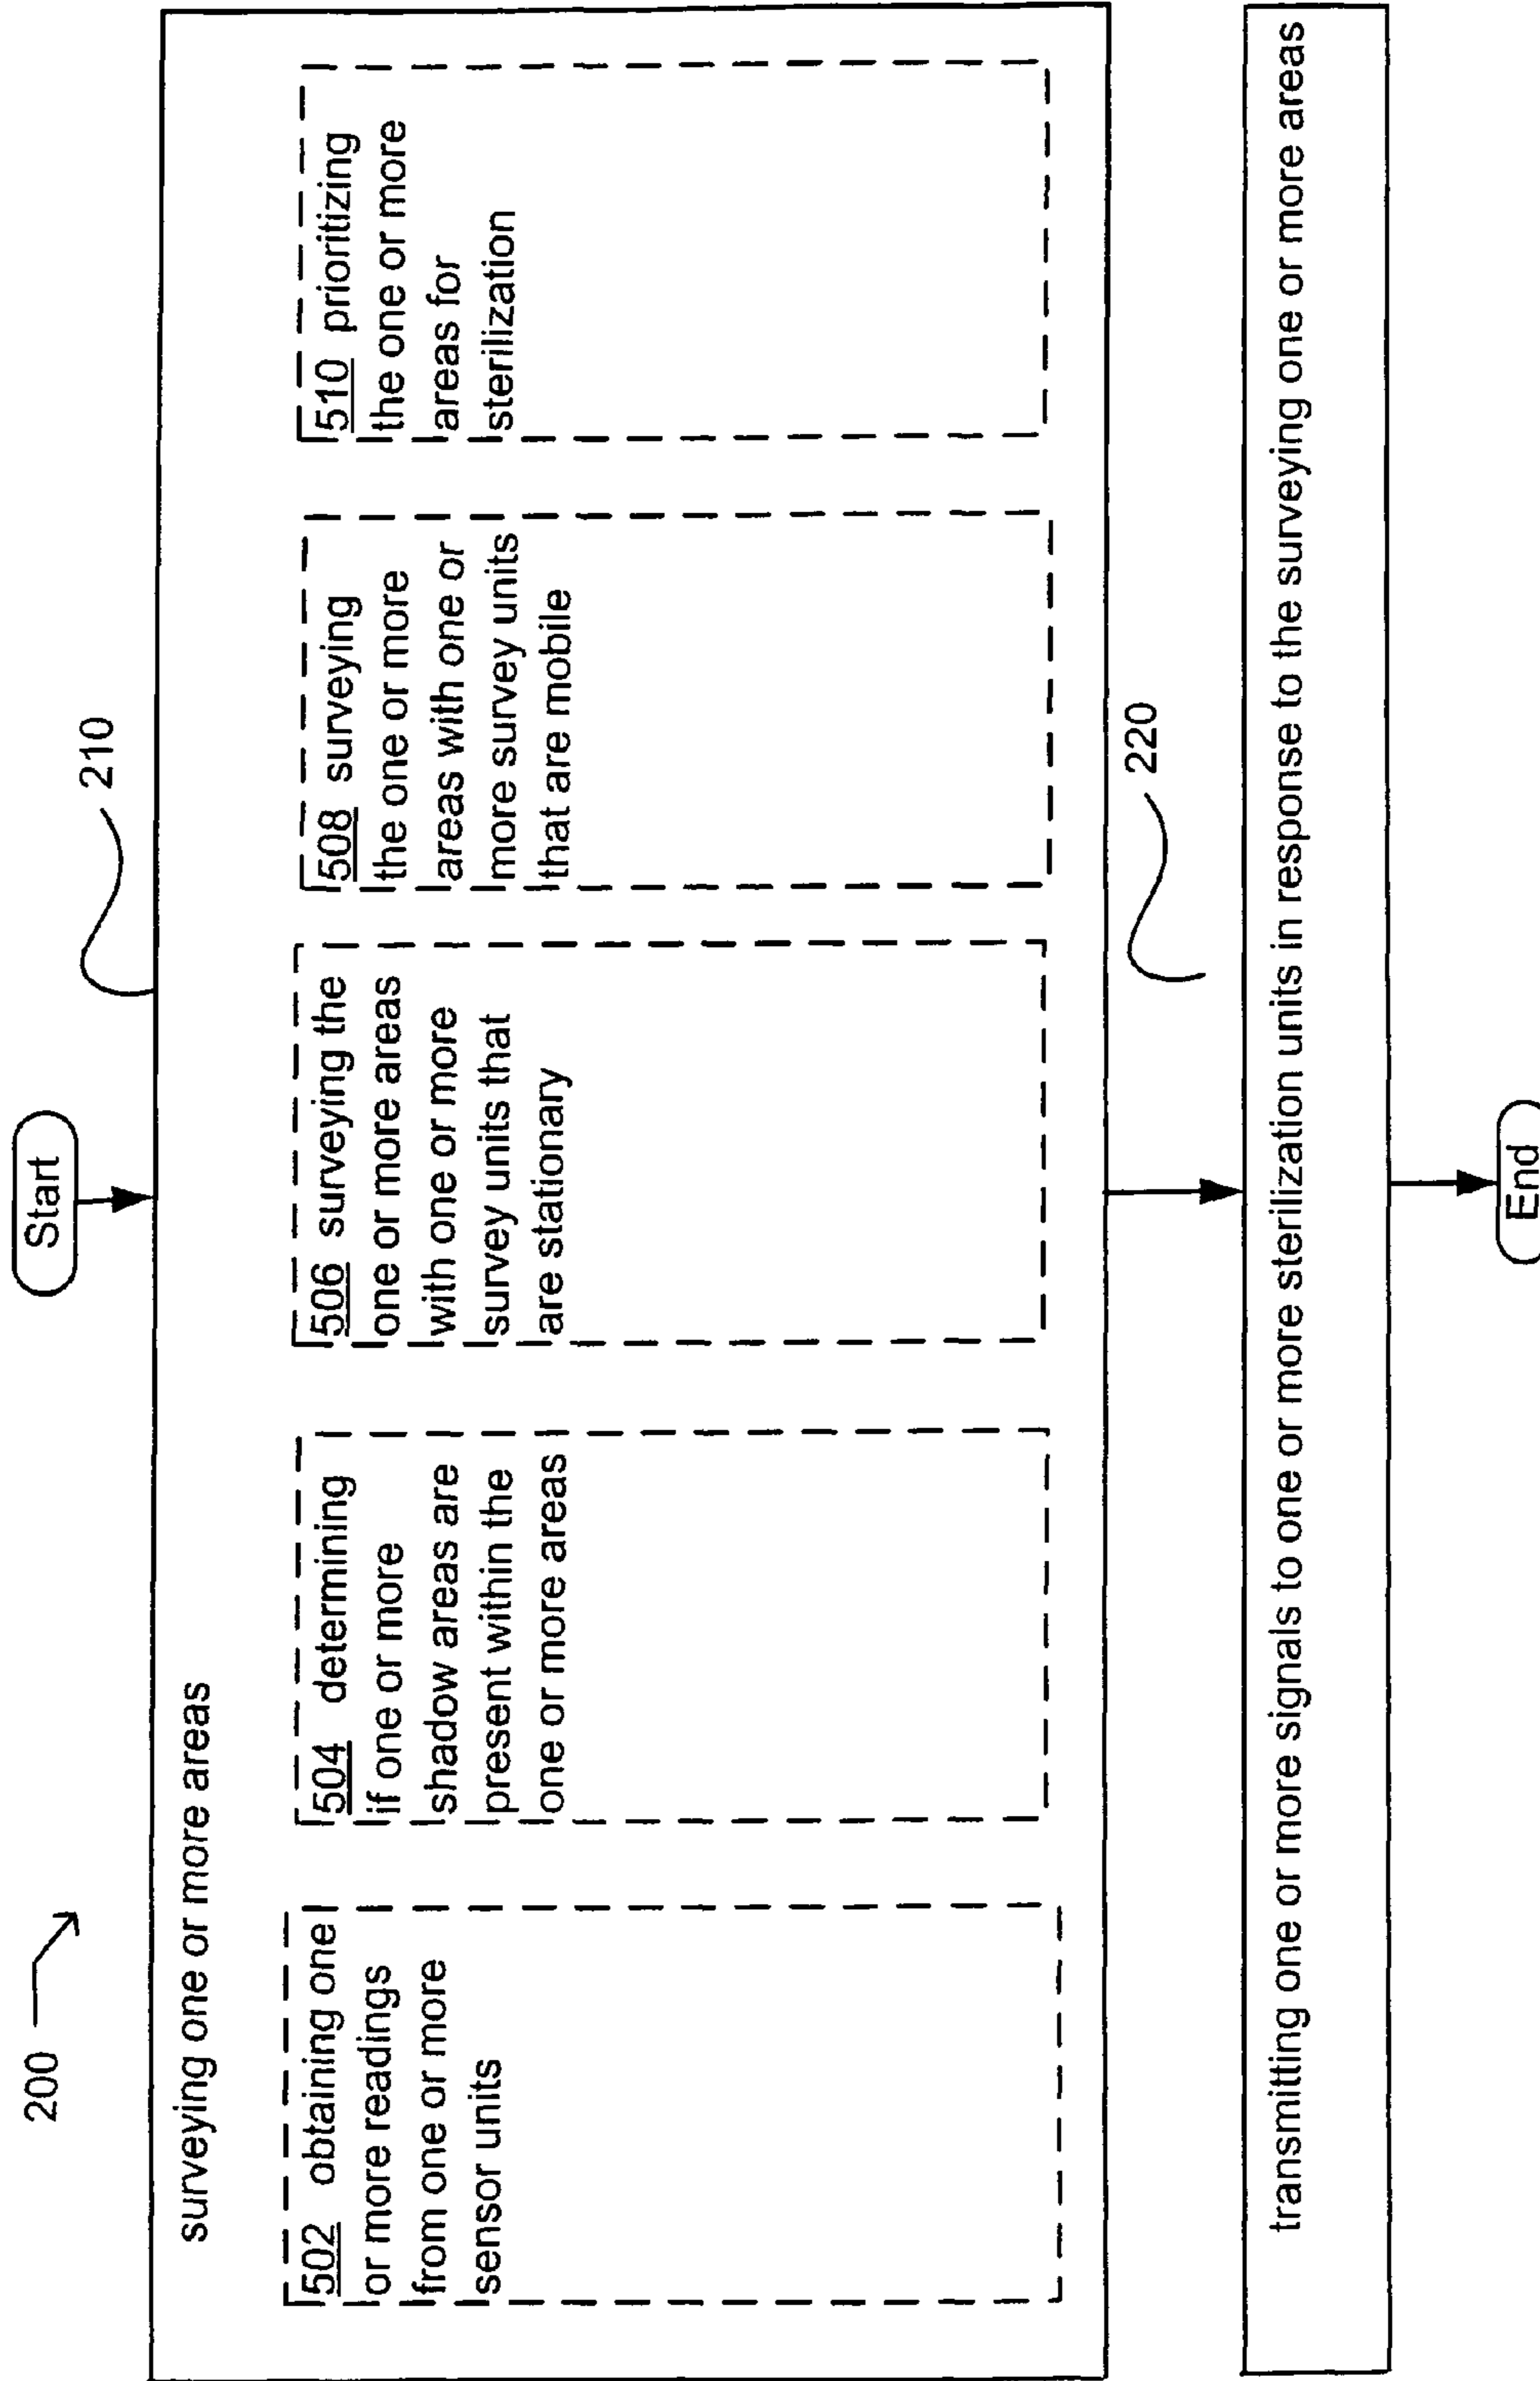 200
Start
210
surveying one or more areas
502 obtaining one
or more readings
from one or more
sensor units
504 determining
if one or more
shadow areas are
present within the
one or more areas
506 surveying the
one or more areas
with one or more
survey units that
are stationary
508 surveying
the one or more
areas with one or
more survey units
that are mobile
510 prioritizing
the one or more
areas for
sterilization
220
transmitting one or more signals to one or more sterilization units in response to the surveying one or more areas
End